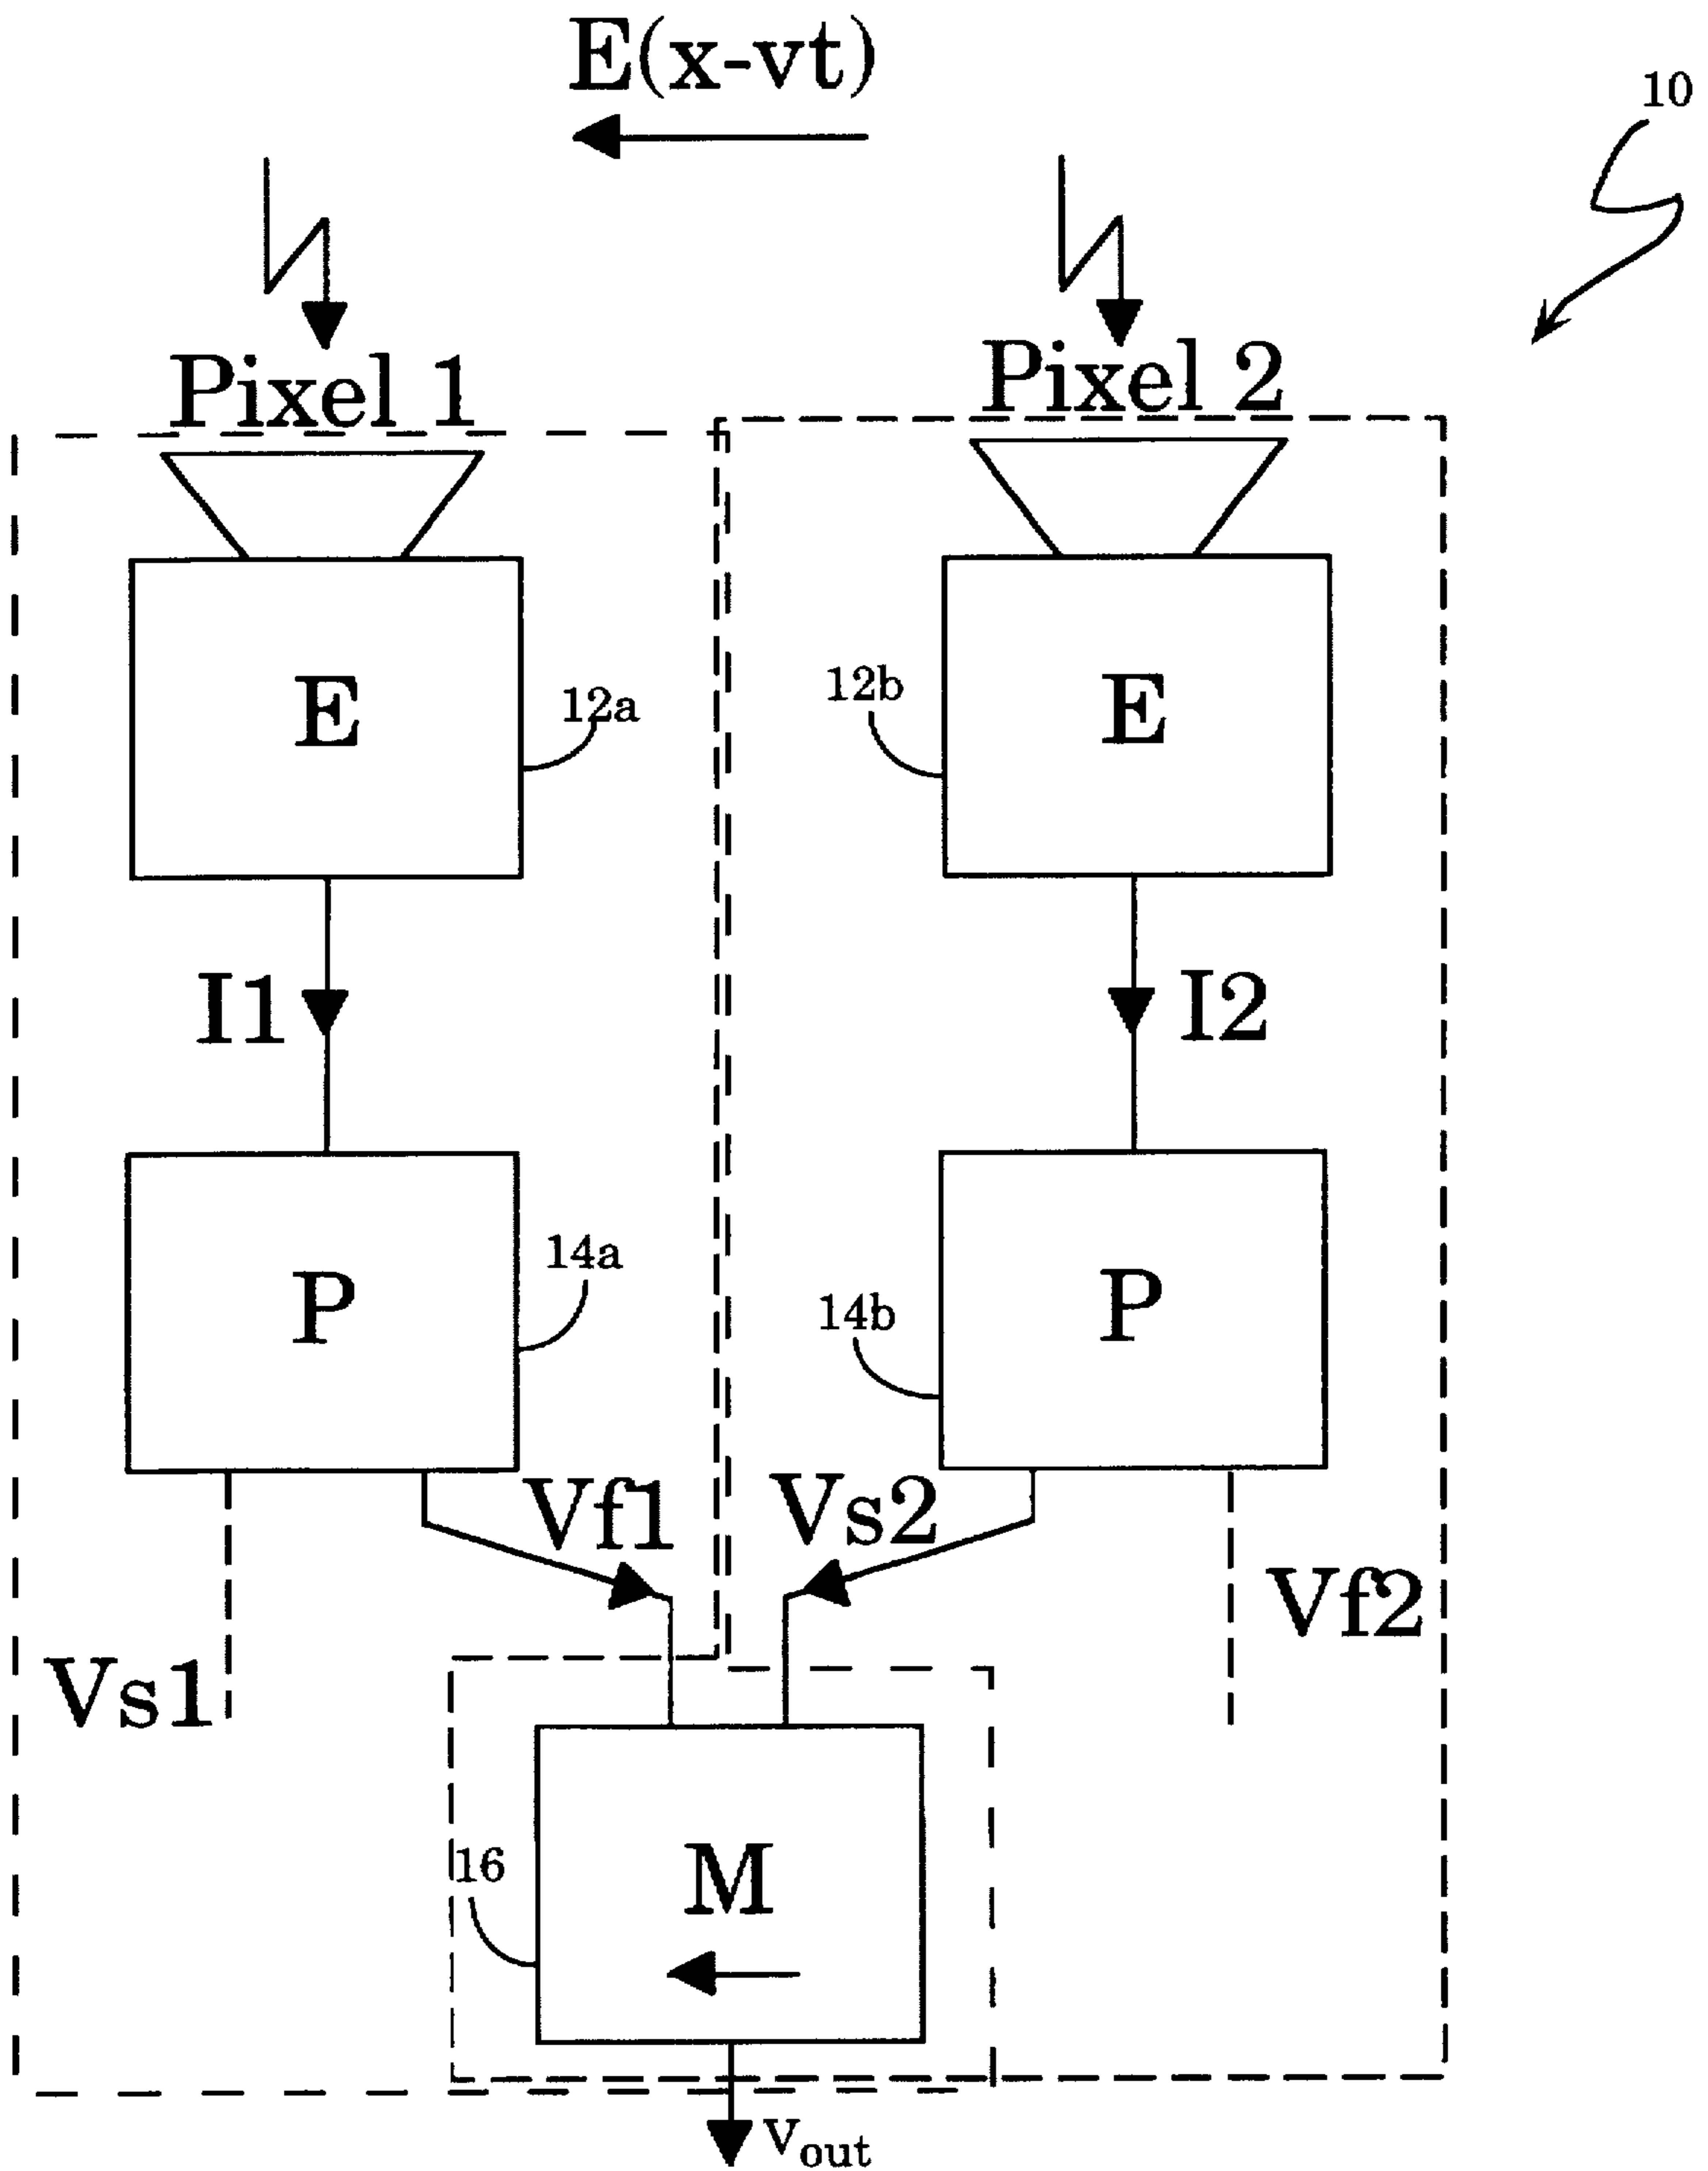 E(x-vt)
10
Pixel 1
Pixel 2
E
12a
12b
E
I1
I2
P
14a
14b
P
Vf1
Vs2
Vs1
Vf2
16
M
Vout